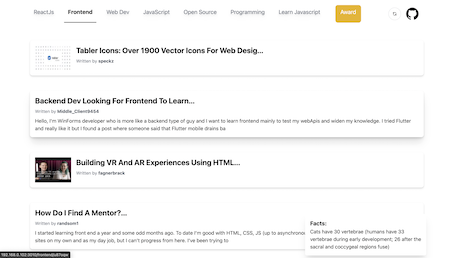 ReactJs Frontend Web Dev JavaScript Open Source Programming Learn Javascript Award
Tabler Icons: Over 1900 Vector Icons For Web Desig...
Written by specks
Backend Dev Looking For Frontend To Learn...
Written by Middle_Client9454
Hello, I'm WinForms developer who is more like a backend type of guy and I want to learn frontend mainly to test my webApis and widen my knowledge. I tried Flutter
and really like it but I found a post where someone said that Flutter mobile drains ba
Building VR And AR Experiences Using HTML...
Written by fagnerbrack
How Do I Find A Mentor?...
Written by random1
I started learning front end a year and some odd months ago. To date I'm good with HTML, CSS, JS (up to asynchron
sites on my own and as my day job, but I can't progress from here. I've been trying to
Facts:
Cats have 30 vertebrae (humans have 33
vertebrae during early development; 26 after the
sacral and coccygeal regions fuse)